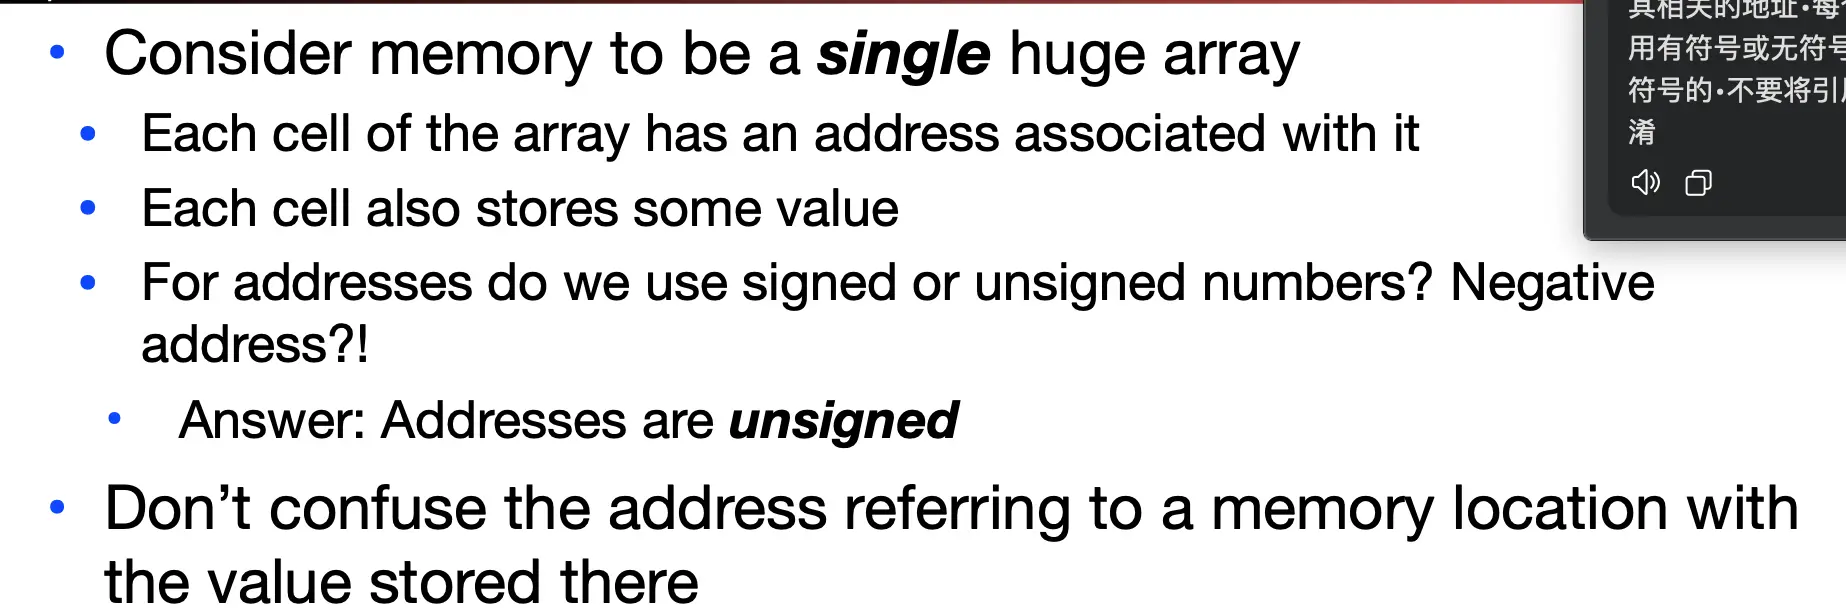 • Consider memory to be a single huge array
• Each cell of the array has an address associated with it
• Each cell also stores some value
• For addresses do we use signed or unsigned numbers? Negative
address?!
• Answer: Addresses are unsigned
• Don't confuse the address referring to a memory location with
the value stored there
其相关的地址•每
用有符号或无符号
符号的•不要将引
淆